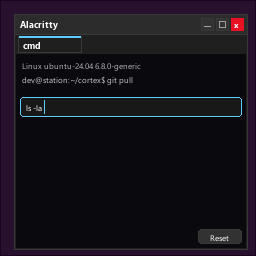 Alacritty
cmd
Linux ubuntu-24.04 6.8.0-generic
dev@station:~/cortex$ git pull
ls -la
Reset